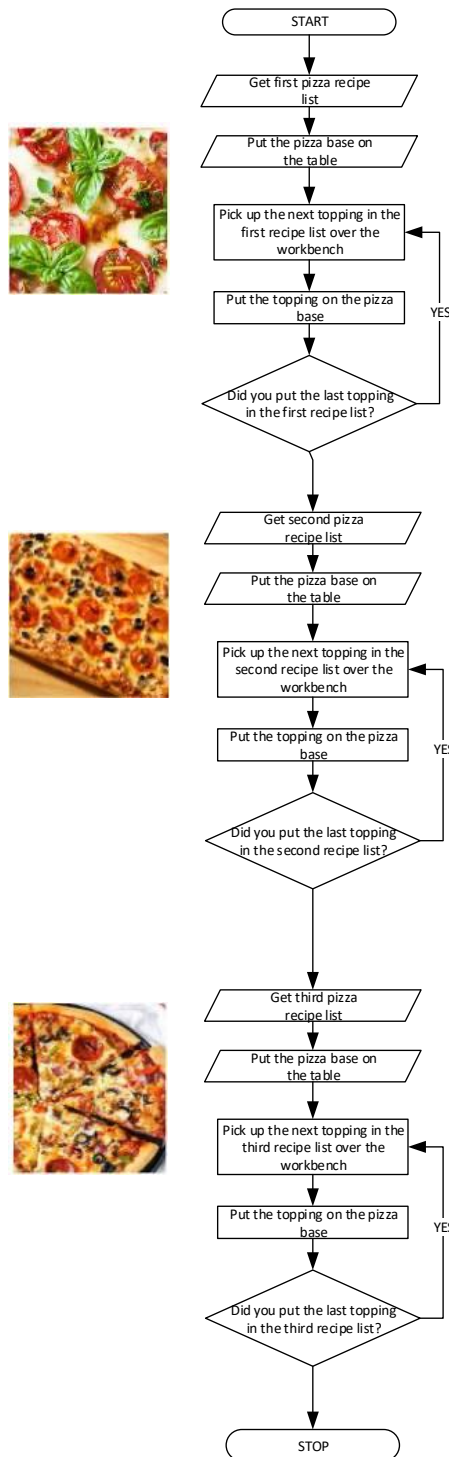 START
Get first pizza recipe
list
Put the pizza base on
the table
Pick up the next topping in the
first recipe list over the
workbench
Put the topping on the pizza
base
YES
Did you put the last topping
in the first recipe list?
Get second pizza
recipe list
Put the pizza base on
the table
Pick up the next topping in the
second recipe list over the
workbench
Put the topping on the pizza
base
YES
Did you put the last topping
in the second recipe list?
Get third pizza
recipe list
Put the pizza base on
the table
Pick up the next topping in the
third recipe list over the
workbench
Put the topping on the pizza
base
YES
Did you put the last topping
in the third recipe list?
STOP